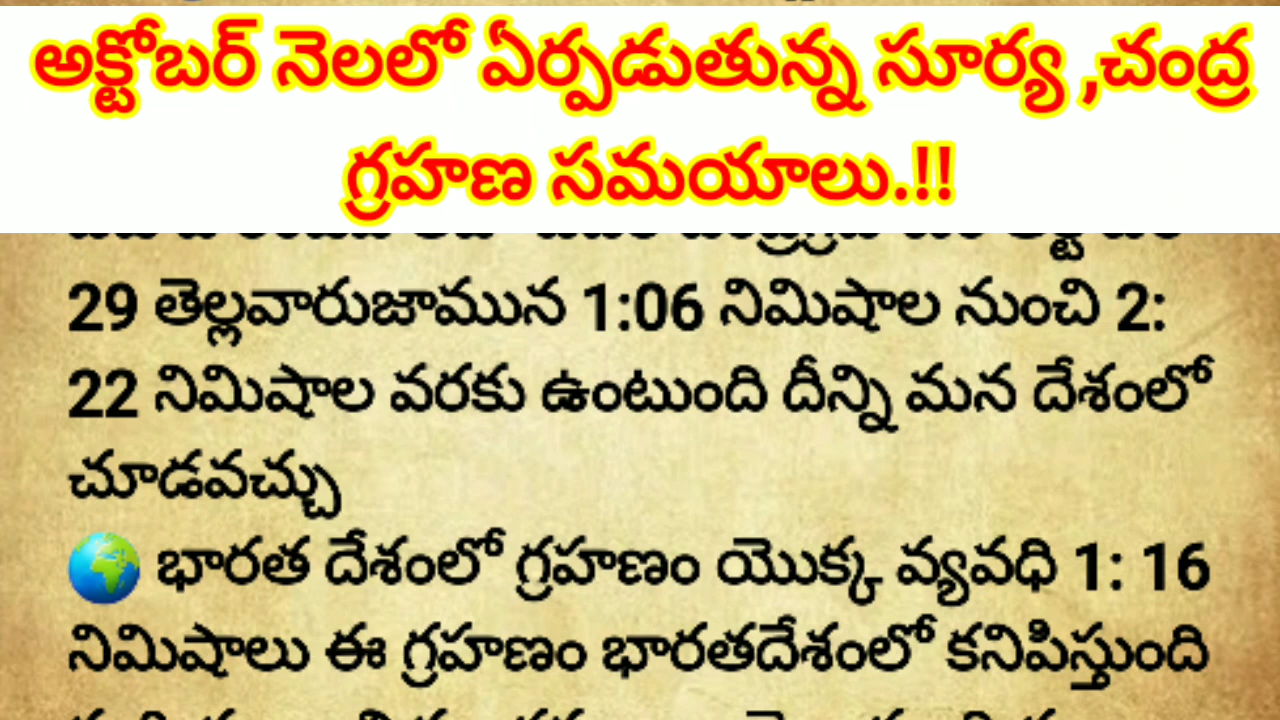 అక్టోబర్ నెలలో ఏర్పడుతున్న సూర్య ,చంద్ర
గ్రహణ సమయాలు.!!
29 తెల్లవారుజామున 1:06 నిమిషాల నుంచి 2:
22 నిమిషాల వరకు ఉంటుంది దీన్ని మన దేశంలో
చూడవచ్చు
భారత దేశంలో గ్రహణం యొక్క వ్యవధి 1: 16
నిమిషాలు ఈ గ్రహణం భారతదేశంలో కనిపిస్తుంది